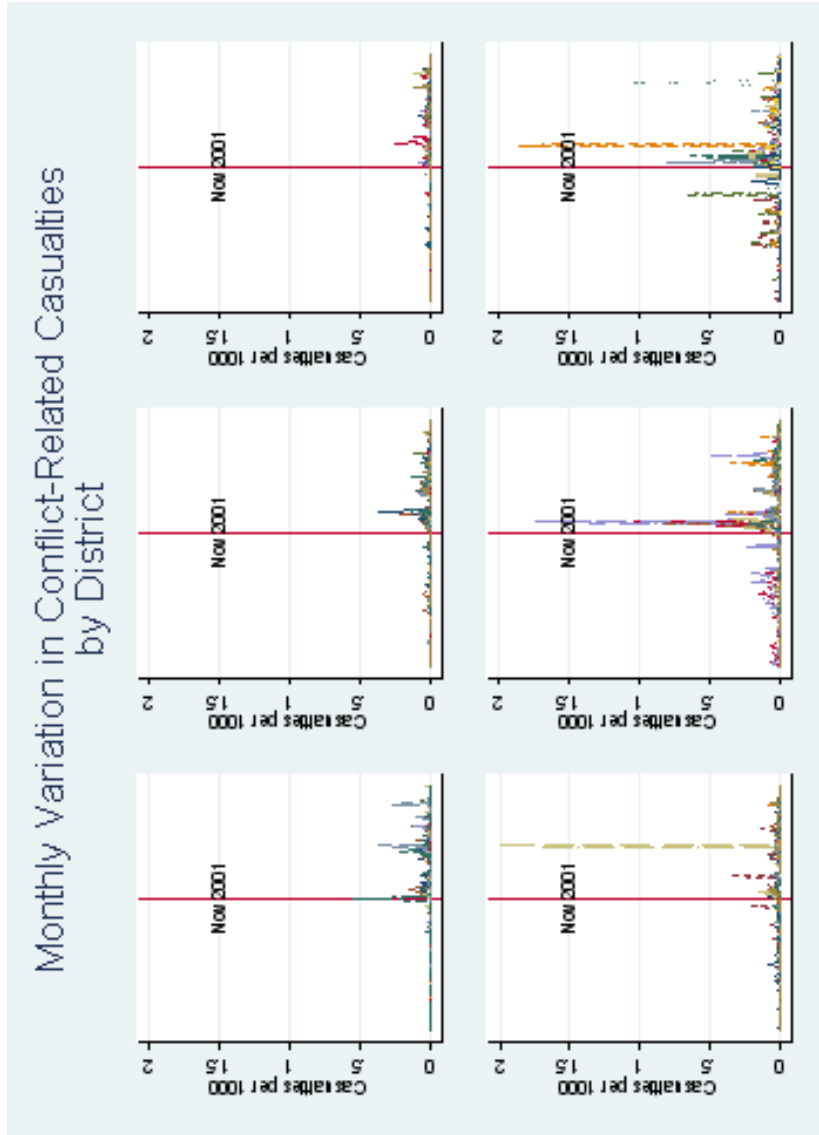 Monthly Variation in Conflict-Related Casualties
by District
Casualties per 1000
0 .5 1 1.5 2
Nov 2001
Casualties per 1000
0 .5 1 1.5 2
Nov 2001
Casualties per 1000
0 .5 1 1.5 2
Nov 2001
Casualties per 1000
0 .5 1 1.5 2
Nov 2001
Casualties per 1000
0 .5 1 1.5 2
Nov 2001
Casualties per 1000
0 .5 1 1.5 2
Nov 2001